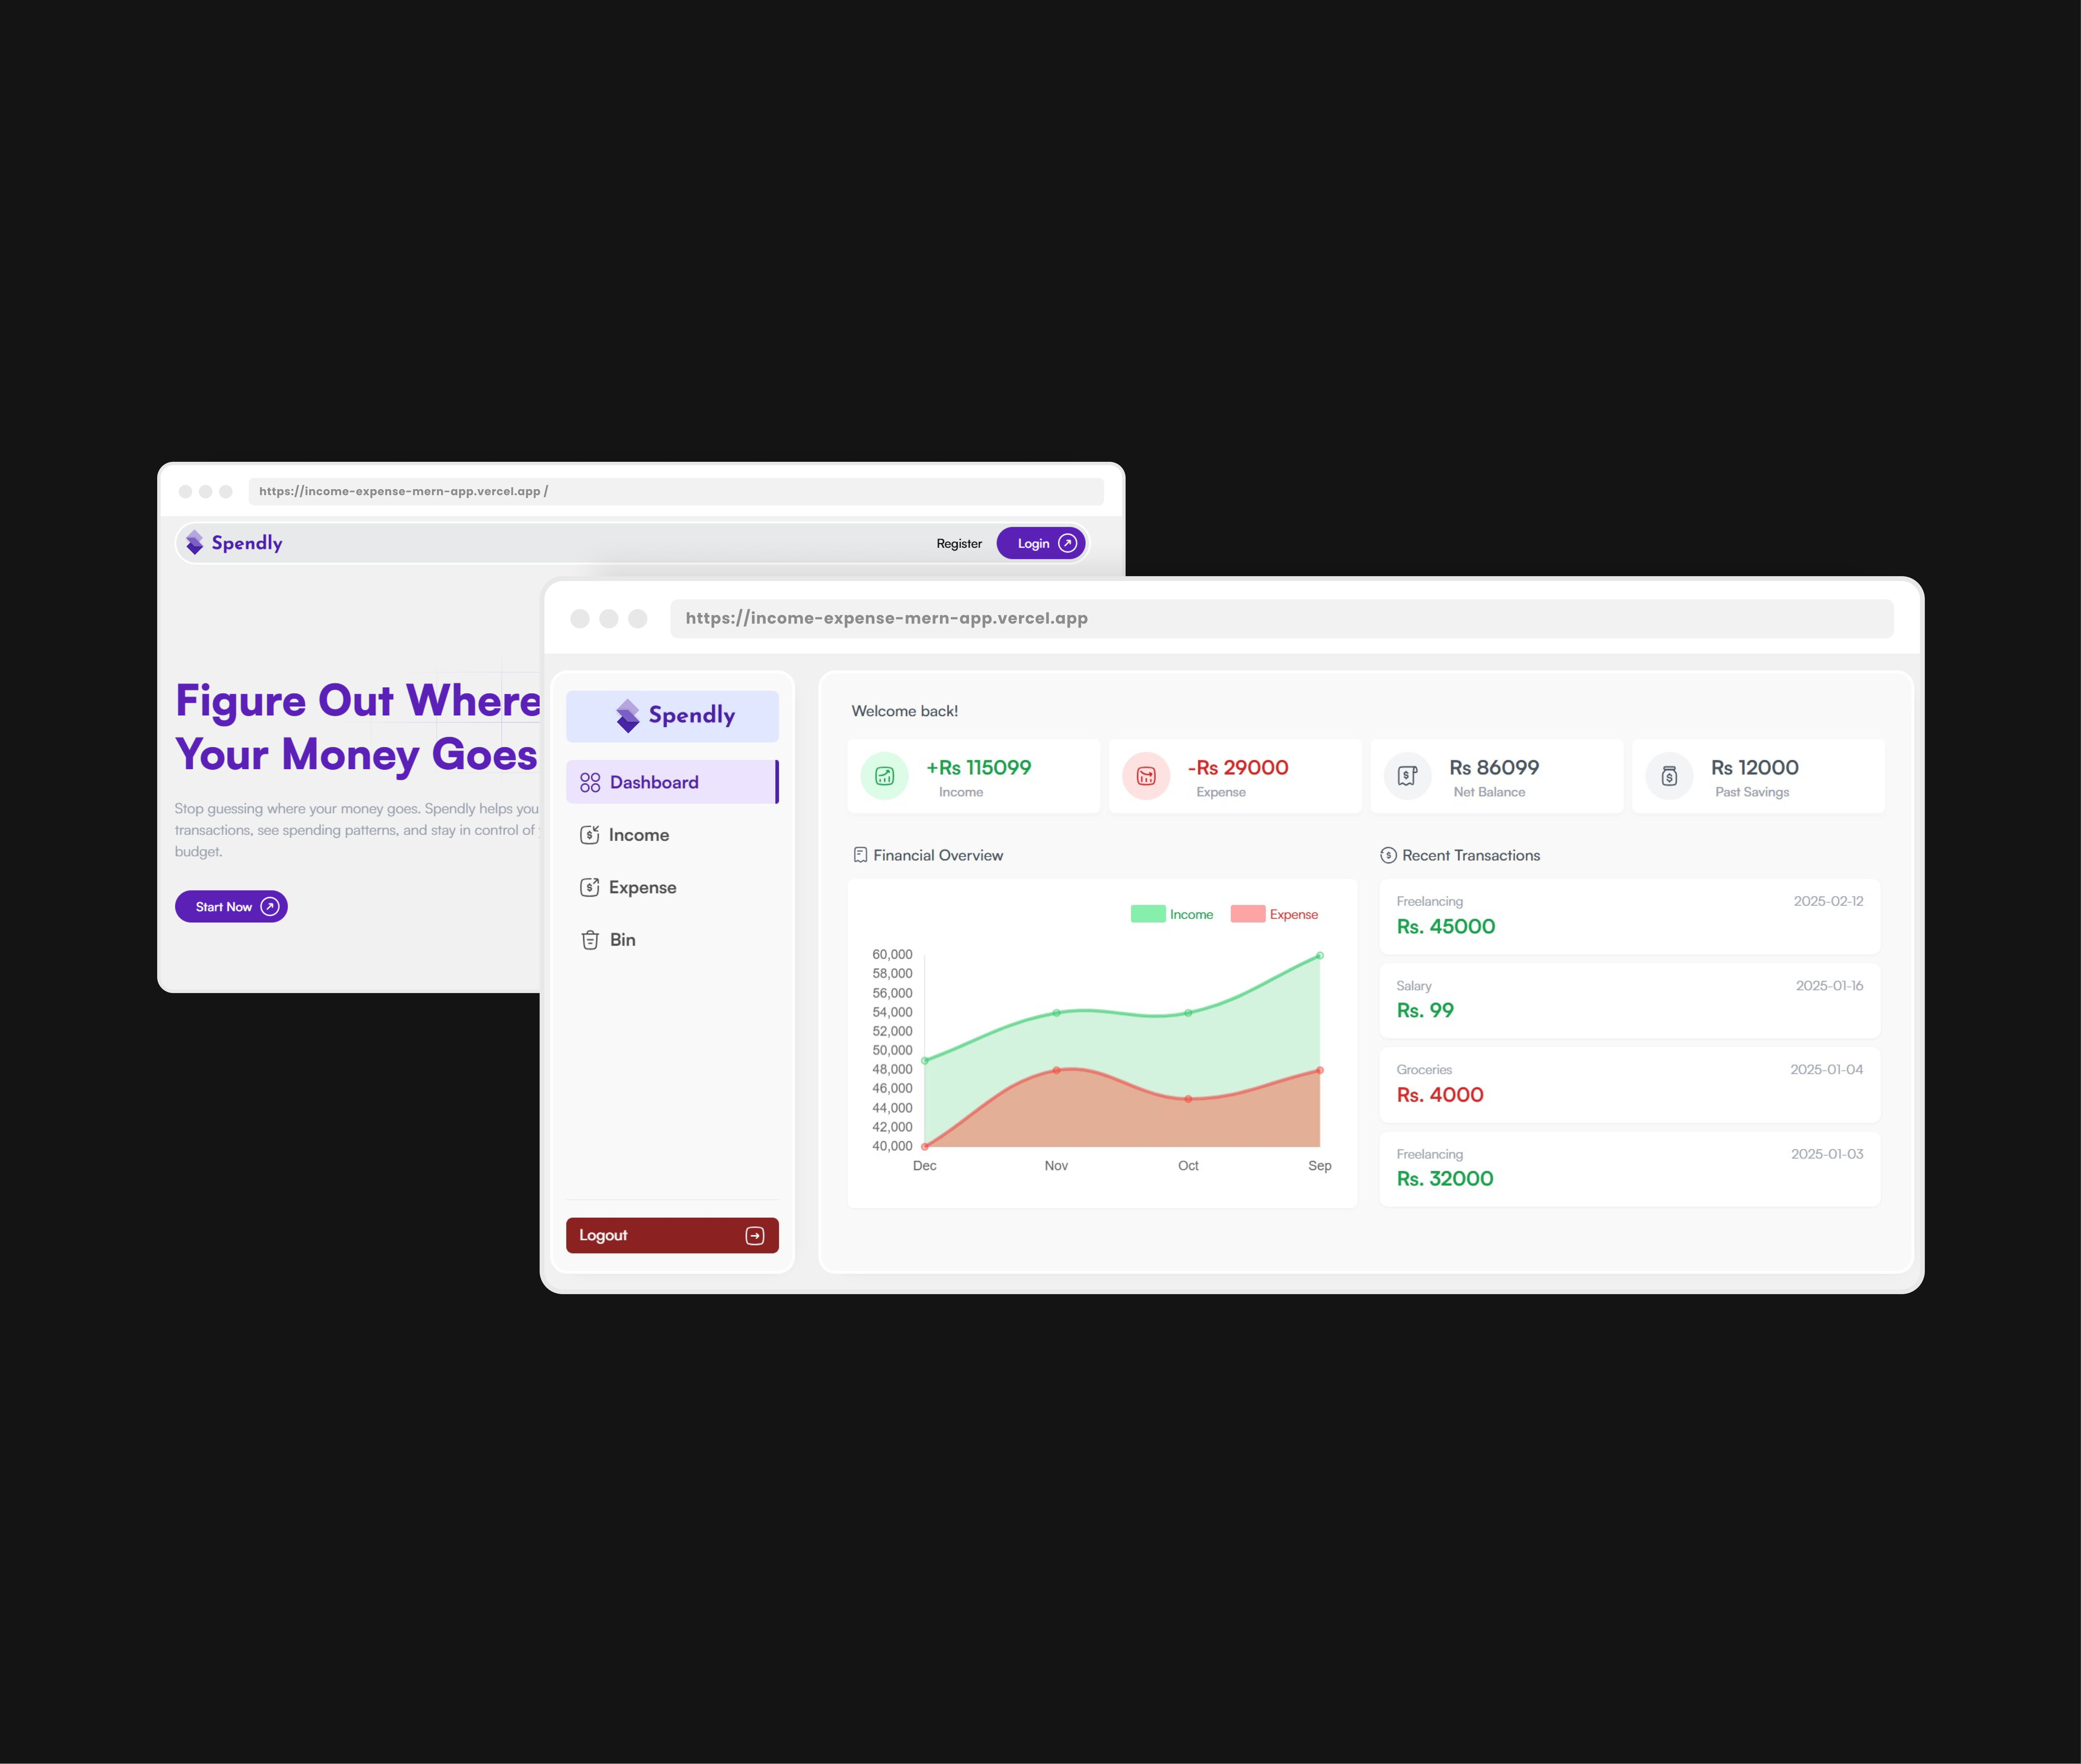 https://income-expense-mern-app.vercel.app /
Spendly
Register
Login
Figure Out Where
Your Money Goes
Stop guessing where your money goes. Spendly helps you
transactions, see spending patterns, and stay in control of
budget.
Start Now
https://income-expense-mern-app.vercel.app
Spendly
Dashboard
Income
Expense
Bin
Logout
Welcome back!
+Rs 115099
Income
-Rs 29000
Expense
Rs 86099
Net Balance
Rs 12000
Past Savings
Financial Overview
Income
Expense
60,000
58,000
56,000
54,000
52,000
50,000
48,000
46,000
44,000
42,000
40,000
Dec
Nov
Oct
Sep
Recent Transactions
Freelancing
2025-02-12
Rs. 45000
Salary
2025-01-16
Rs. 99
Groceries
2025-01-04
Rs. 4000
Freelancing
2025-01-03
Rs. 32000